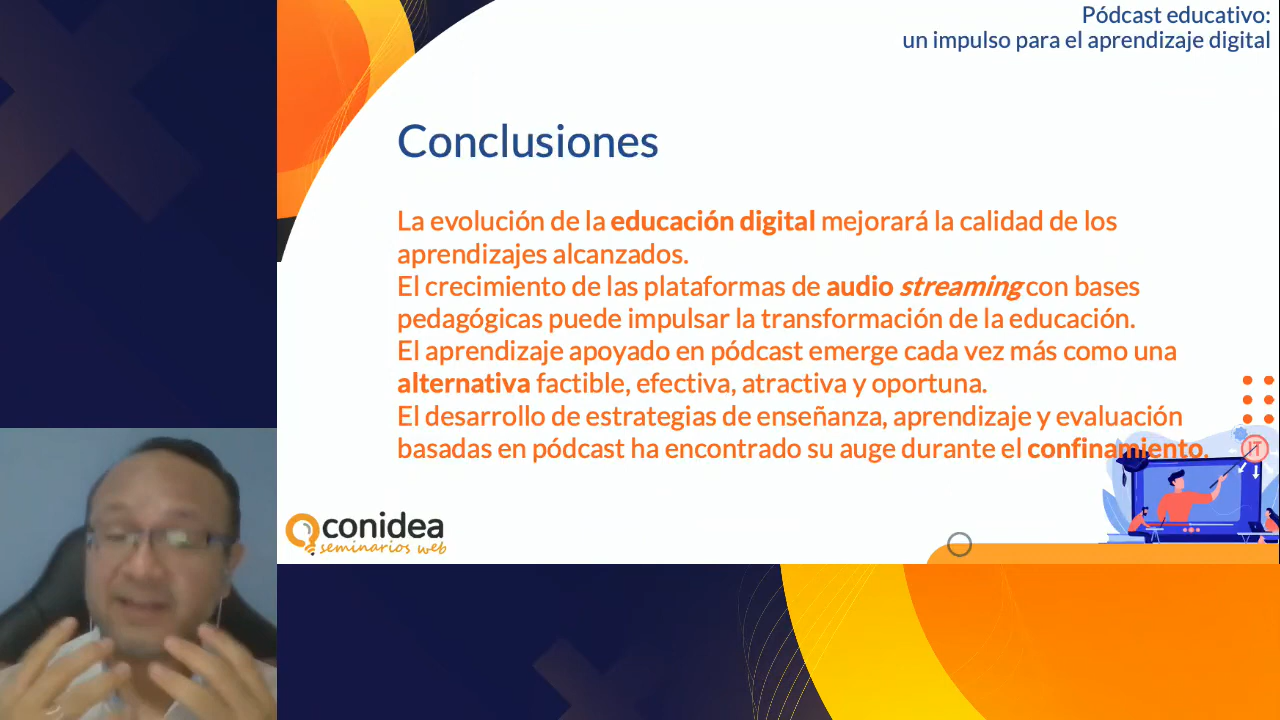 Pódcast educativo:
un impulso para el aprendizaje digital
Conclusiones
La evolución de la educación digital mejorará la calidad de los
aprendizajes alcanzados.
El crecimiento de las plataformas de audio streaming con bases
pedagógicas puede impulsar la transformación de la educación.
El aprendizaje apoyado en pódcast emerge cada vez más como una
alternativa factible, efectiva, atractiva y oportuna.
El desarrollo de estrategias de enseñanza, aprendizaje y evaluación
basadas en pódcast ha encontrado su auge durante el confinamiento.
conidea
seminarios web